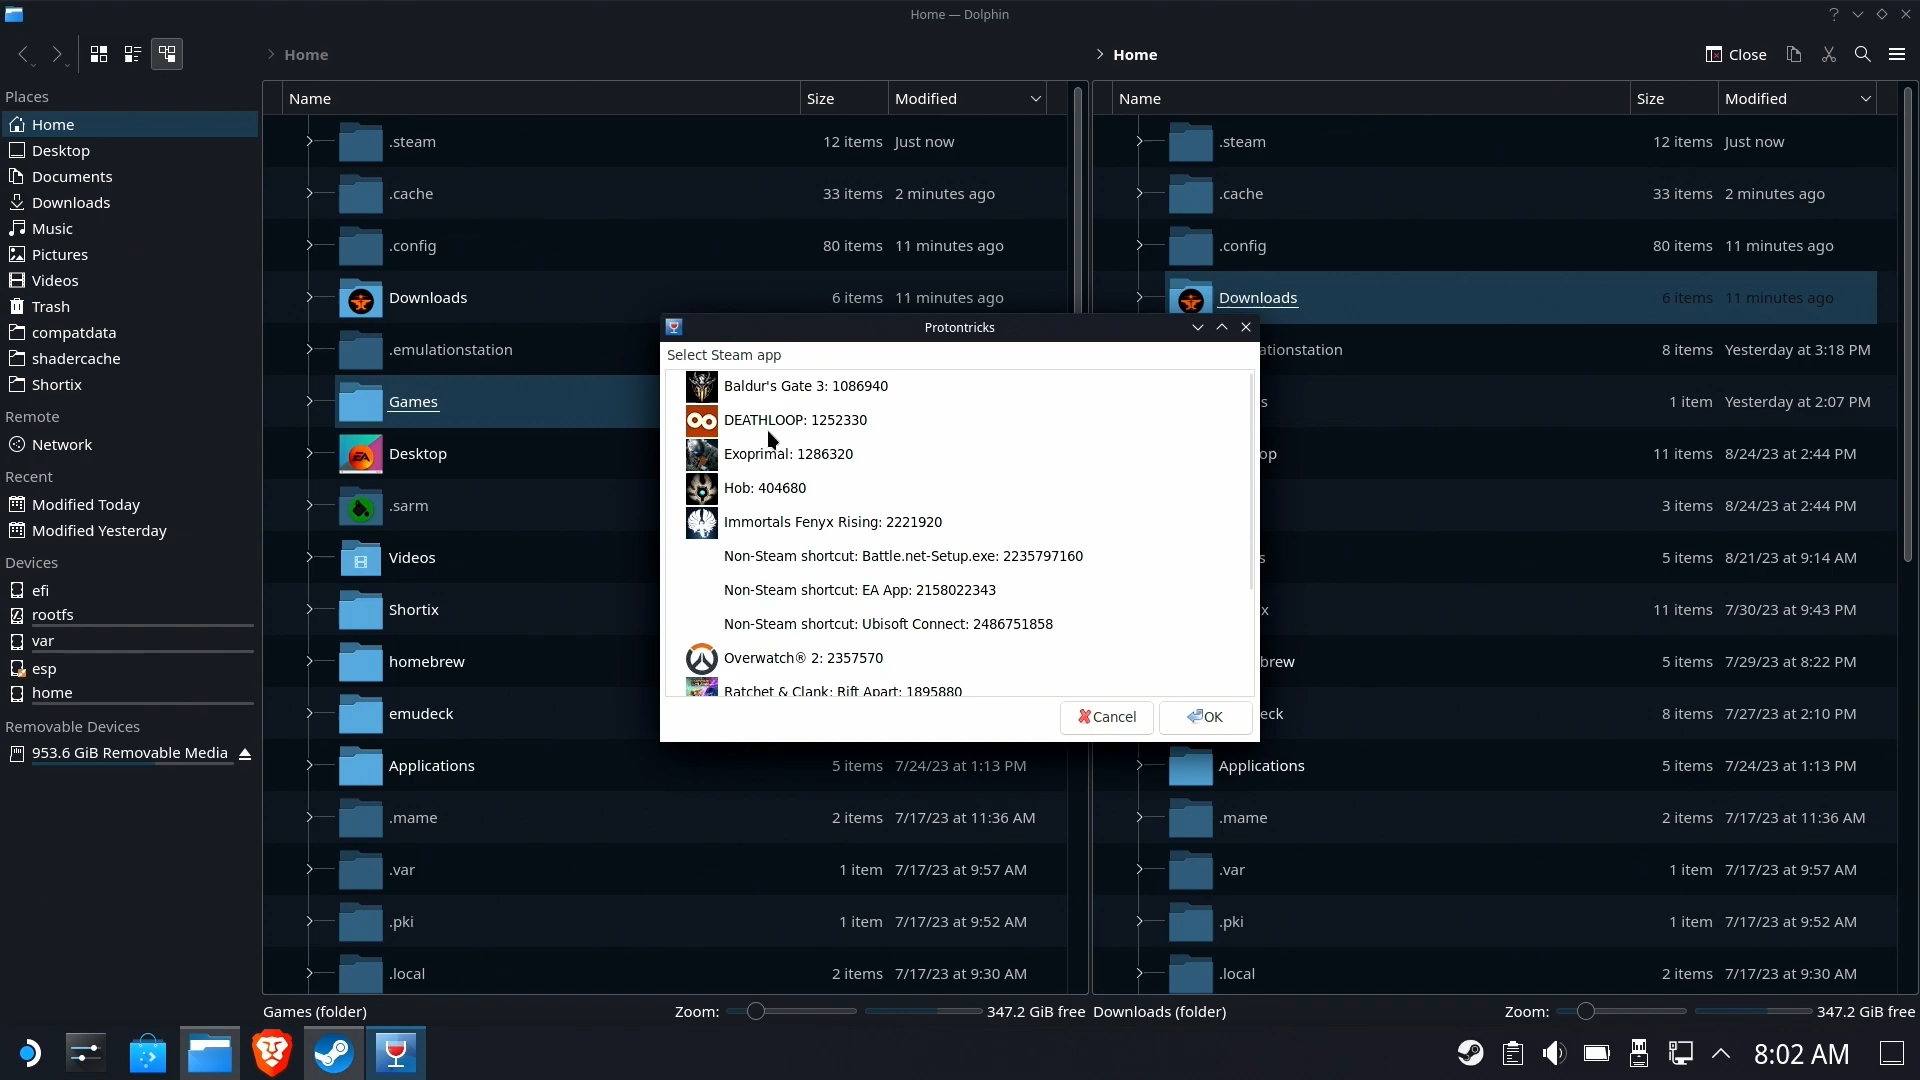 Home — Dolphin
Home
Home
Close
Places
Home
Desktop
Documents
Downloads
Music
Pictures
Videos
Trash
compatdata
shadercache
Shortix
Remote
Network
Recent
Modified Today
Modified Yesterday
Devices
efi
rootfs
var
esp
home
Removable Devices
953.6 GiB Removable Media
Name Size Modified
.steam 12 items Just now
.cache 33 items 2 minutes ago
.config 80 items 11 minutes ago
Downloads 6 items 11 minutes ago
.emulationstation
Games
EA
Desktop
.sarm
Videos
Shortix
homebrew
emudeck
Applications 5 items 7/24/23 at 1:13 PM
.mame 2 items 7/17/23 at 11:36 AM
.var 1 item 7/17/23 at 9:57 AM
.pki 1 item 7/17/23 at 9:52 AM
.local 2 items 7/17/23 at 9:30 AM
Games (folder) Zoom: 347.2 GiB free
Name Size Modified
.steam 12 items Just now
.cache 33 items 2 minutes ago
.config 80 items 11 minutes ago
Downloads 6 items 11 minutes ago
ationstation 8 items Yesterday at 3:18 PM
s 1 item Yesterday at 2:07 PM
op 11 items 8/24/23 at 2:44 PM
3 items 8/24/23 at 2:44 PM
s 5 items 8/21/23 at 9:14 AM
x 11 items 7/30/23 at 9:43 PM
brew 5 items 7/29/23 at 8:22 PM
eck 8 items 7/27/23 at 2:10 PM
Applications 5 items 7/24/23 at 1:13 PM
.mame 2 items 7/17/23 at 11:36 AM
.var 1 item 7/17/23 at 9:57 AM
.pki 1 item 7/17/23 at 9:52 AM
.local 2 items 7/17/23 at 9:30 AM
Downloads (folder) Zoom: 347.2 GiB free
Protontricks
Select Steam app
Baldur's Gate 3: 1086940
DEATHLOOP: 1252330
Exoprimal: 1286320
Hob: 404680
Immortals Fenyx Rising: 2221920
Non-Steam shortcut: Battle.net-Setup.exe: 2235797160
Non-Steam shortcut: EA App: 2158022343
Non-Steam shortcut: Ubisoft Connect: 2486751858
Overwatch® 2: 2357570
Ratchet & Clank: Rift Apart: 1895880
Cancel OK
8:02 AM